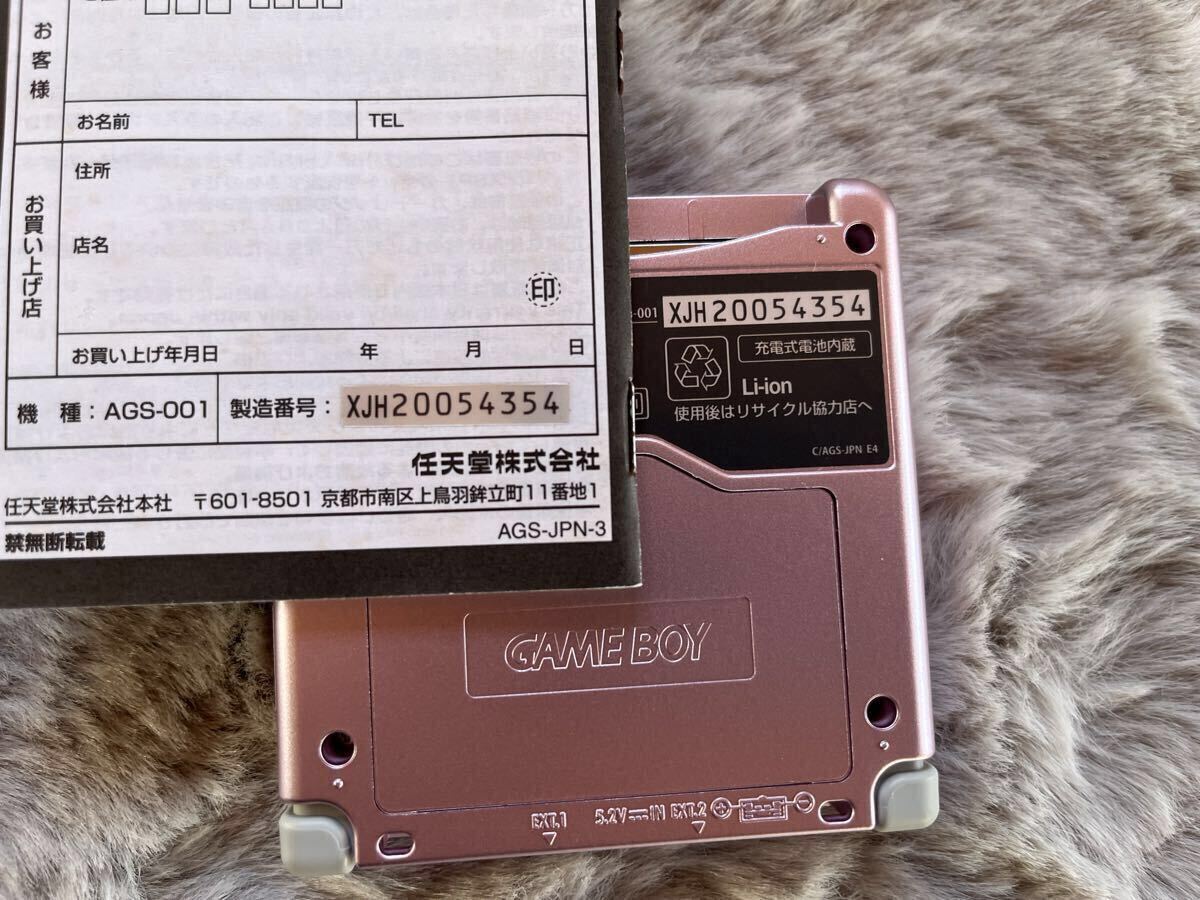 お客様
お名前
TEL
住所
お買い上げ店
店名
印
お買い上げ年月日 年 月 日
機 種：AGS-001 製造番号：XJH20054354
任天堂株式会社
任天堂株式会社本社 〒601-8501 京都市南区上鳥羽鉾立町11番地1
禁無断転載
AGS-JPN-3
-001 XJH20054354
充電式電池内蔵
Li-ion
使用後はリサイクル協力店へ
C/AGS-JPN E4
GAME BOY
EXT.1
5.2V⎓IN EXT.2